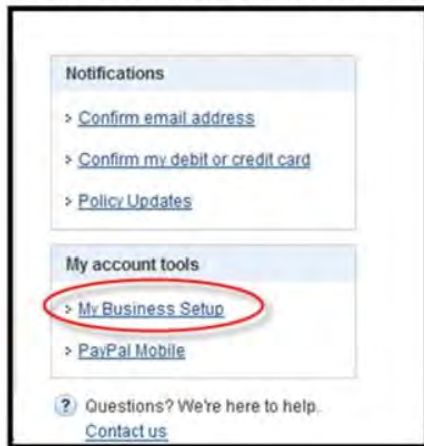 Notifications
> Confirm email address
> Confirm my debit or credit card
> Policy Updates
My account tools
> My Business Setup
> PayPal Mobile
? Questions? We're here to help.
Contact us